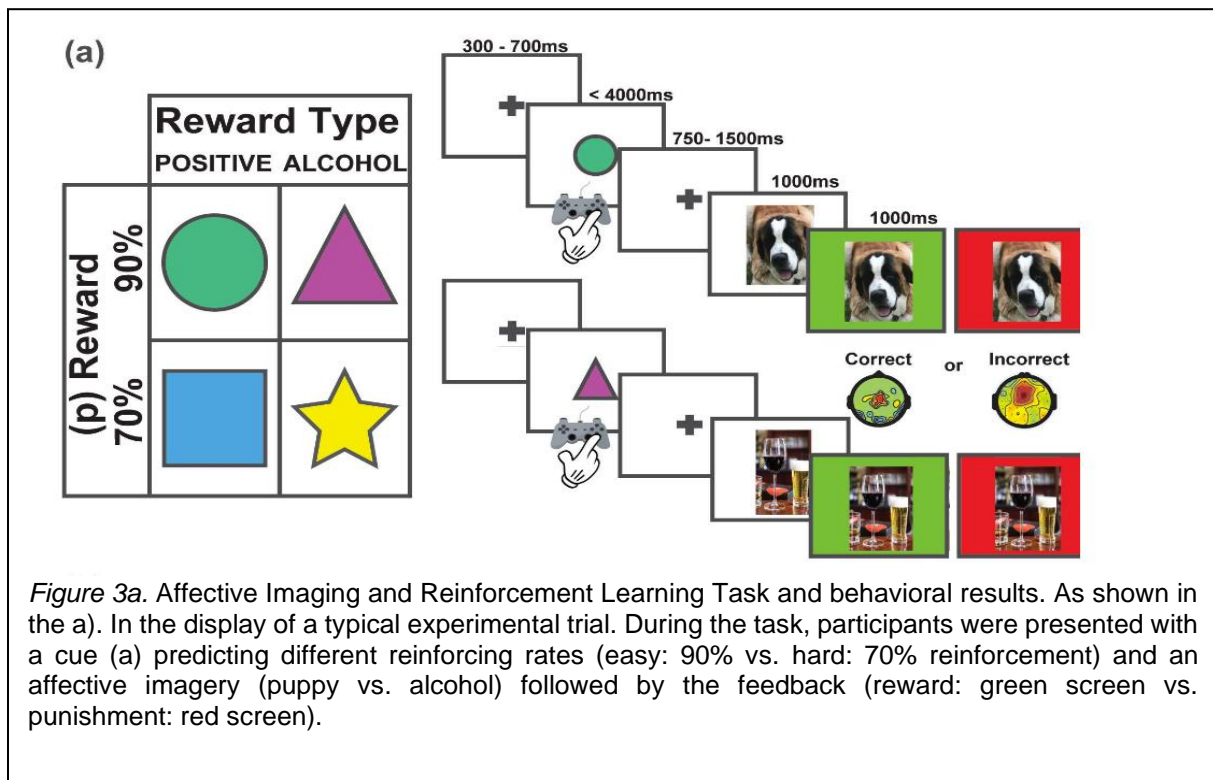 (a)
Reward Type
POSITIVE ALCOHOL
(p) Reward
90%
70%
300 - 700ms
< 4000ms
750- 1500ms
1000ms
1000ms
Correct or Incorrect
Figure 3a. Affective Imaging and Reinforcement Learning Task and behavioral results. As shown in
the a). In the display of a typical experimental trial. During the task, participants were presented with
a cue (a) predicting different reinforcing rates (easy: 90% vs. hard: 70% reinforcement) and an
affective imagery (puppy vs. alcohol) followed by the feedback (reward: green screen vs.
punishment: red screen).